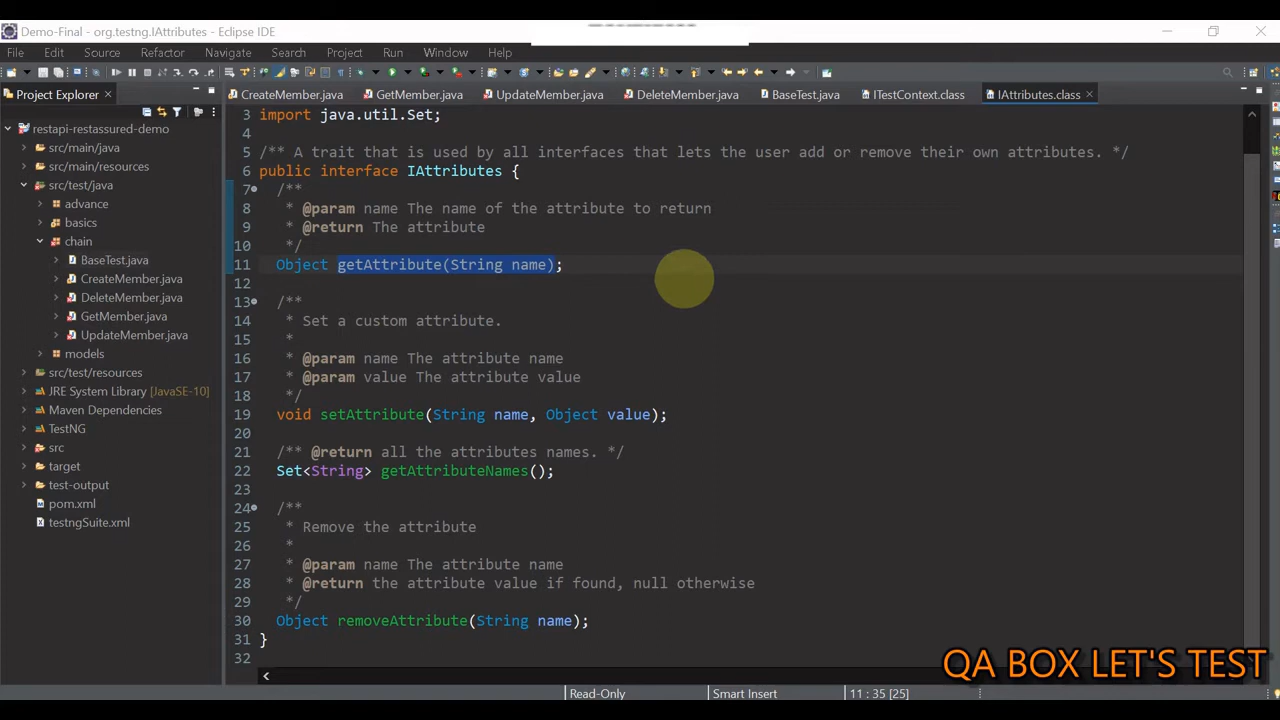 Demo-Final - org.testng.IAttributes - Eclipse IDE
File Edit Source Refactor Navigate Search Project Run Window Help
Project Explorer
CreateMember.java GetMember.java UpdateMember.java DeleteMember.java BaseTest.java ITestContext.class IAttributes.class
restapi-restassured-demo
src/main/java
src/main/resources
src/test/java
advance
basics
chain
BaseTest.java
CreateMember.java
DeleteMember.java
GetMember.java
UpdateMember.java
models
src/test/resources
JRE System Library [JavaSE-10]
Maven Dependencies
TestNG
src
target
test-output
pom.xml
testngSuite.xml
3 import java.util.Set;
4
5 /** A trait that is used by all interfaces that lets the user add or remove their own attributes. */
6 public interface IAttributes {
7 /**
8 * @param name The name of the attribute to return
9 * @return The attribute
10 */
11 Object getAttribute(String name);
12
13 /**
14 * Set a custom attribute.
15 *
16 * @param name The attribute name
17 * @param value The attribute value
18 */
19 void setAttribute(String name, Object value);
20
21 /** @return all the attributes names. */
22 Set<String> getAttributeNames();
23
24 /**
25 * Remove the attribute
26 *
27 * @param name The attribute name
28 * @return the attribute value if found, null otherwise
29 */
30 Object removeAttribute(String name);
31 }
32
QA BOX LET'S TEST
Read-Only Smart Insert 11 : 35 [25]